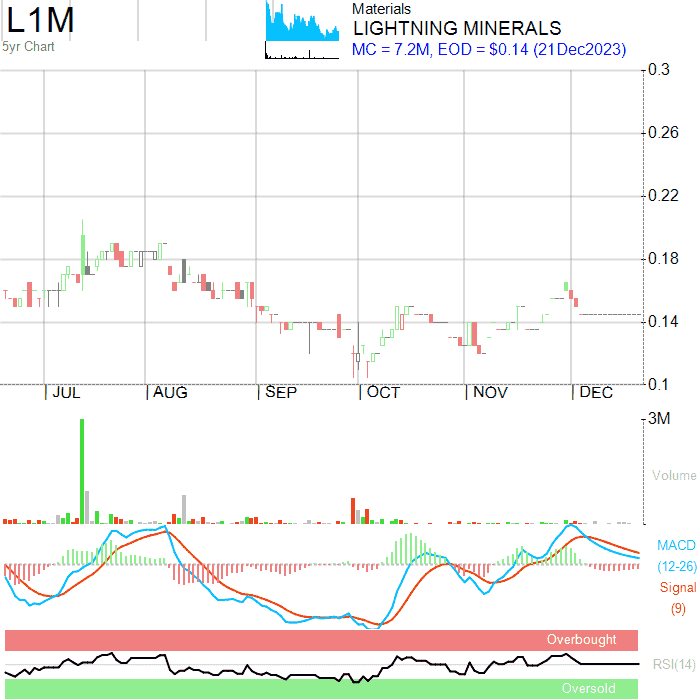 L1M
5yr Chart
Materials
LIGHTNING MINERALS
MC = 7.2M, EOD = $0.14 (21Dec2023)
0.3
0.26
0.22
0.18
0.14
0.1
JUL AUG SEP OCT NOV DEC
3M
Volume
MACD
(12-26)
Signal
(9)
Overbought
RSI(14)
Oversold